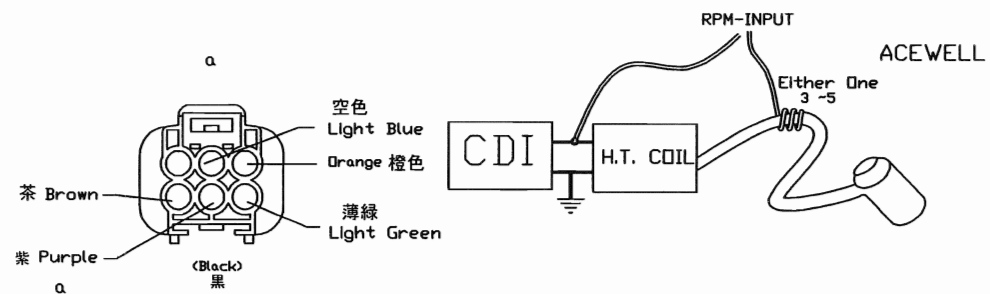 a
空色
Light Blue
Orange 橙色
茶 Brown
薄緑
Light Green
紫 Purple
a
(Black)
黒
RPM-INPUT
ACEWELL
Either One
3 ~5
CDI
H.T. COIL